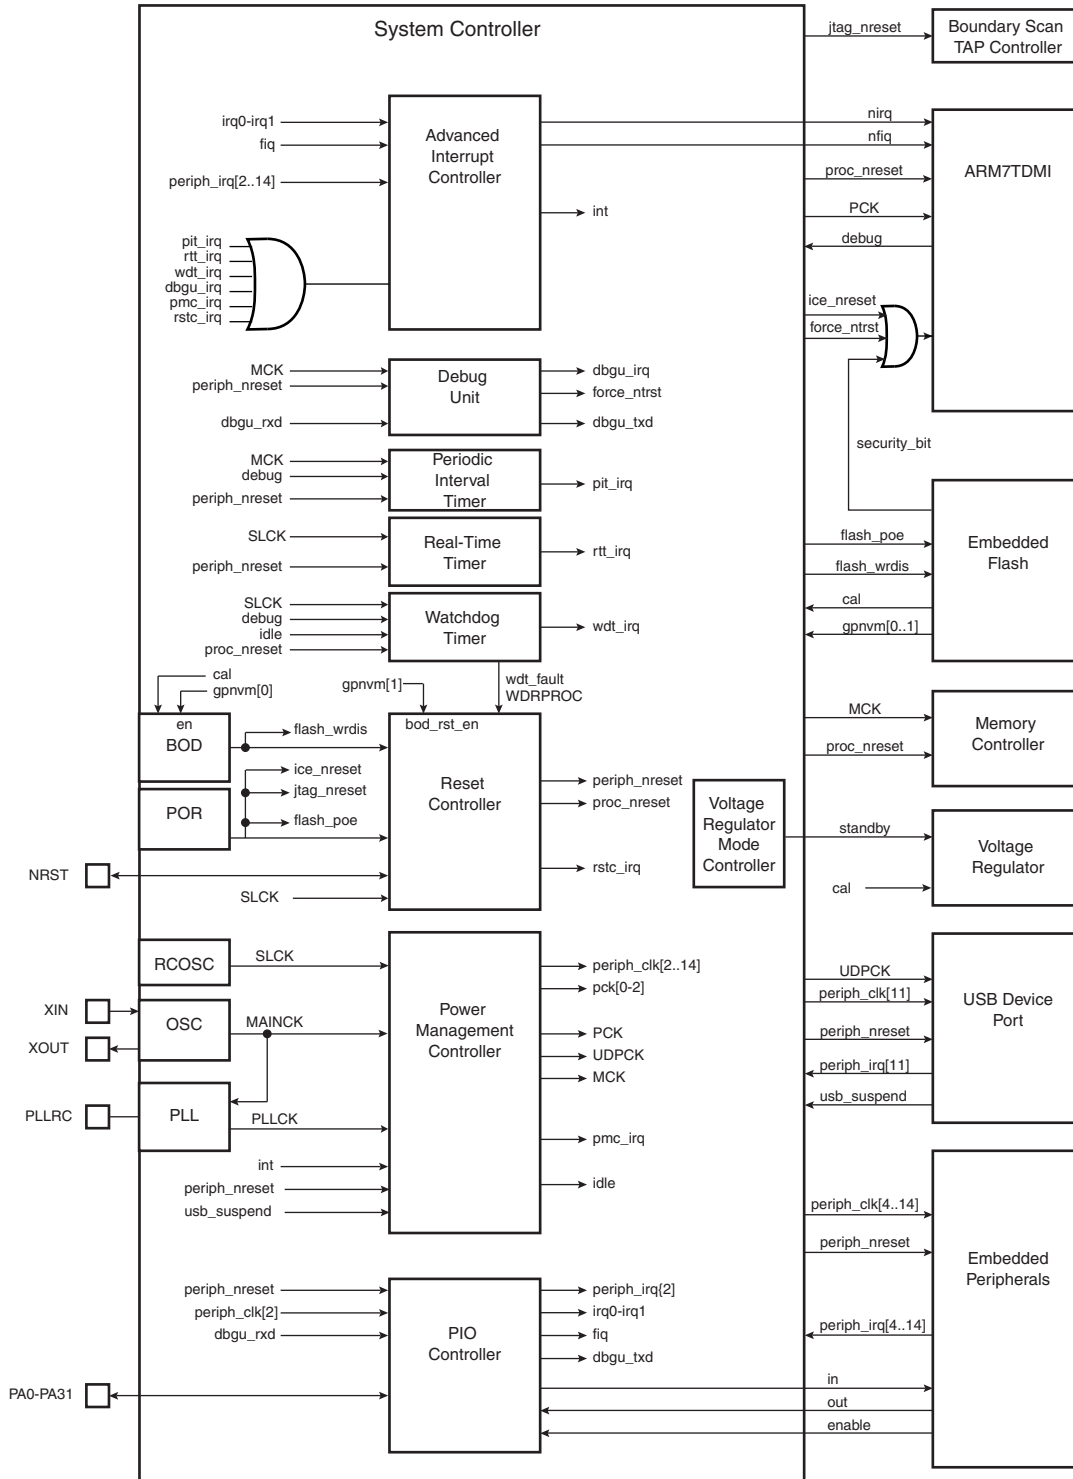 System Controller
jtag_nreset
Boundary Scan
TAP Controller
irq0-irq1
fiq
periph_irq[2..14]
Advanced
Interrupt
Controller
int
nirq
nfiq
proc_nreset
PCK
debug
ARM7TDMI
pit_irq
rtt_irq
wdt_irq
dbgu_irq
pmc_irq
rstc_irq
ice_nreset
force_ntrst
security_bit
MCK
periph_nreset
dbgu_rxd
Debug
Unit
dbgu_irq
force_ntrst
dbgu_txd
MCK
debug
periph_nreset
Periodic
Interval
Timer
pit_irq
SLCK
periph_nreset
Real-Time
Timer
rtt_irq
flash_poe
flash_wrdis
cal
gpnvm[0..1]
Embedded
Flash
SLCK
debug
idle
proc_nreset
Watchdog
Timer
wdt_irq
cal
gpnvm[0]
en
BOD
flash_wrdis
gpnvm[1]
wdt_fault
WDRPROC
bod_rst_en
Reset
Controller
ice_nreset
jtag_nreset
flash_poe
POR
periph_nreset
proc_nreset
rstc_irq
NRST
SLCK
MCK
proc_nreset
Memory
Controller
Voltage
Regulator
Mode
Controller
standby
cal
Voltage
Regulator
RCOSC
SLCK
XIN
XOUT
OSC
MAINCK
PLLRC
PLL
PLLCK
int
periph_nreset
usb_suspend
Power
Management
Controller
periph_clk[2..14]
pck[0-2]
PCK
UDPCK
MCK
pmc_irq
idle
UDPCK
periph_clk[11]
periph_nreset
periph_irq[11]
usb_suspend
USB Device
Port
periph_clk[4..14]
periph_nreset
periph_irq[4..14]
Embedded
Peripherals
periph_nreset
periph_clk[2]
dbgu_rxd
PIO
Controller
periph_irq{2]
irq0-irq1
fiq
dbgu_txd
PA0-PA31
in
out
enable